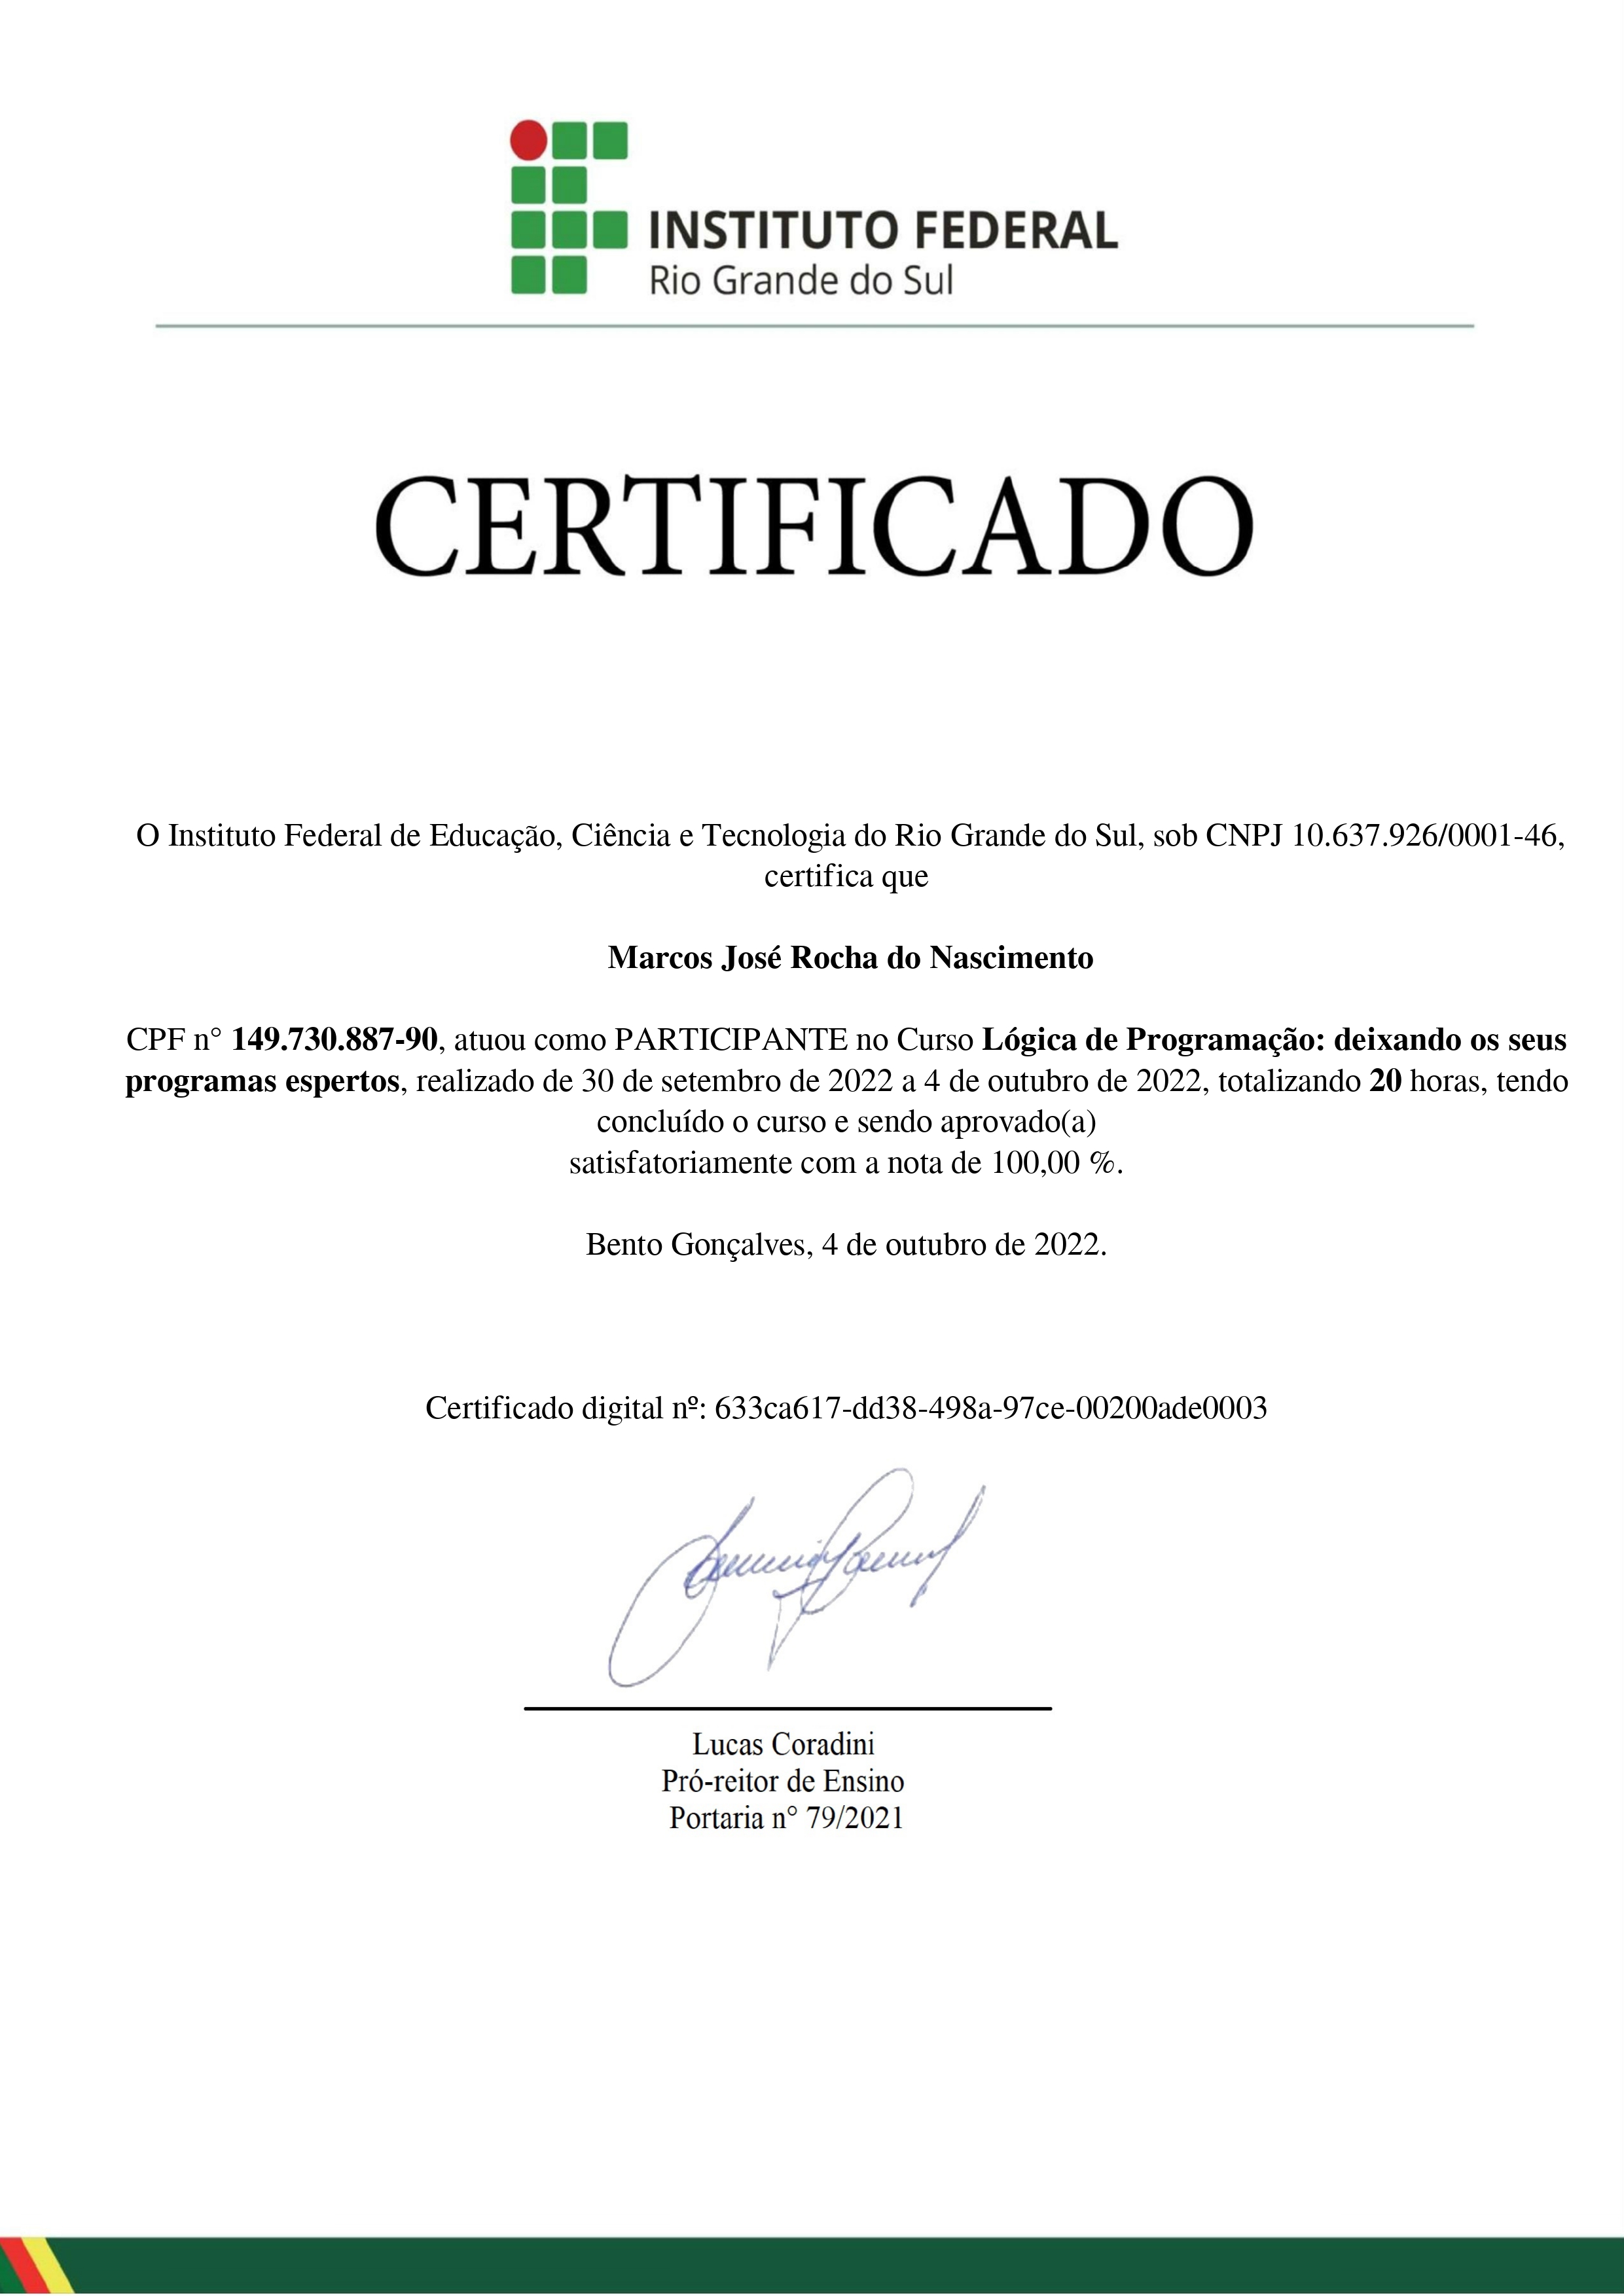 INSTITUTO FEDERAL
Rio Grande do Sul
CERTIFICADO
O Instituto Federal de Educação, Ciência e Tecnologia do Rio Grande do Sul, sob CNPJ 10.637.926/0001-46,
certifica que
Marcos José Rocha do Nascimento
CPF n° 149.730.887-90, atuou como PARTICIPANTE no Curso Lógica de Programação: deixando os seus
programas espertos, realizado de 30 de setembro de 2022 a 4 de outubro de 2022, totalizando 20 horas, tendo
concluído o curso e sendo aprovado(a)
satisfatoriamente com a nota de 100,00 %.
Bento Gonçalves, 4 de outubro de 2022.
Certificado digital nº: 633ca617-dd38-498a-97ce-00200ade0003
Lucas Coradini
Pró-reitor de Ensino
Portaria n° 79/2021